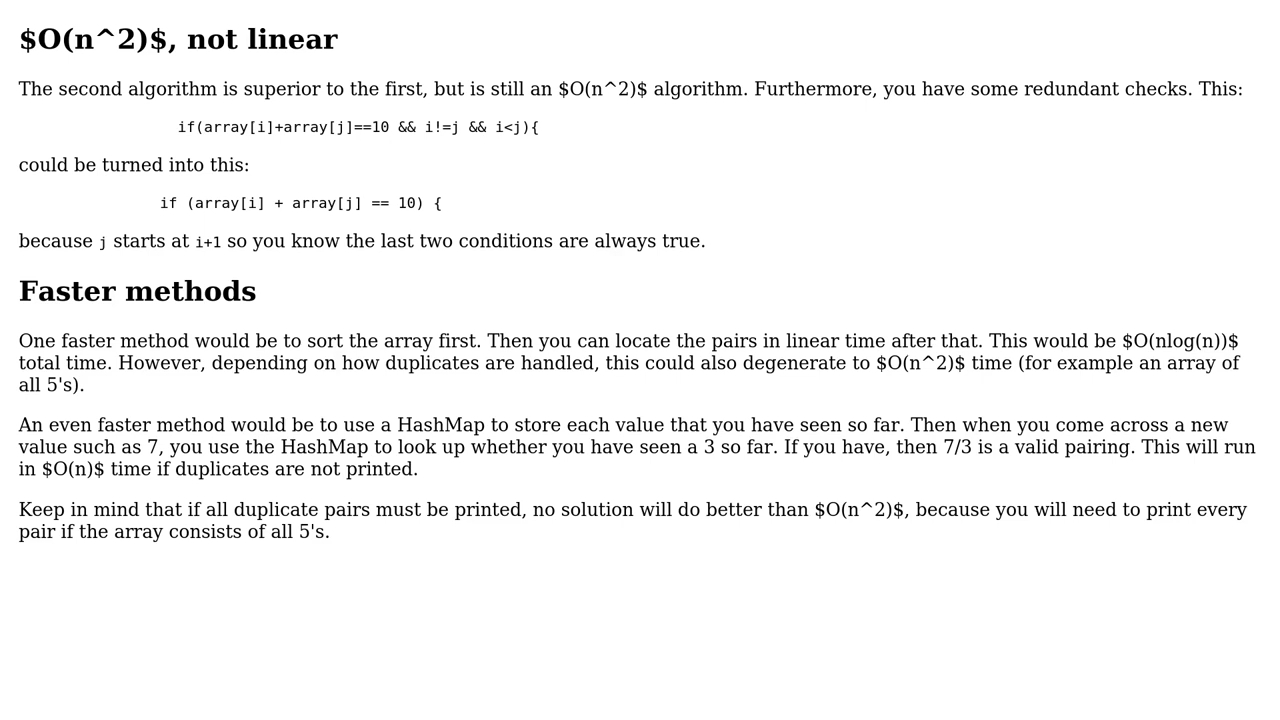 $O(n^2)$, not linear
The second algorithm is superior to the first, but is still an $O(n^2)$ algorithm. Furthermore, you have some redundant checks. This:
if(array[i]+array[j]==10 && i!=j && i<j){
could be turned into this:
if (array[i] + array[j] == 10) {
because j starts at i+1 so you know the last two conditions are always true.
Faster methods
One faster method would be to sort the array first. Then you can locate the pairs in linear time after that. This would be $O(nlog(n))$
total time. However, depending on how duplicates are handled, this could also degenerate to $O(n^2)$ time (for example an array of
all 5's).
An even faster method would be to use a HashMap to store each value that you have seen so far. Then when you come across a new
value such as 7, you use the HashMap to look up whether you have seen a 3 so far. If you have, then 7/3 is a valid pairing. This will run
in $O(n)$ time if duplicates are not printed.
Keep in mind that if all duplicate pairs must be printed, no solution will do better than $O(n^2)$, because you will need to print every
pair if the array consists of all 5's.